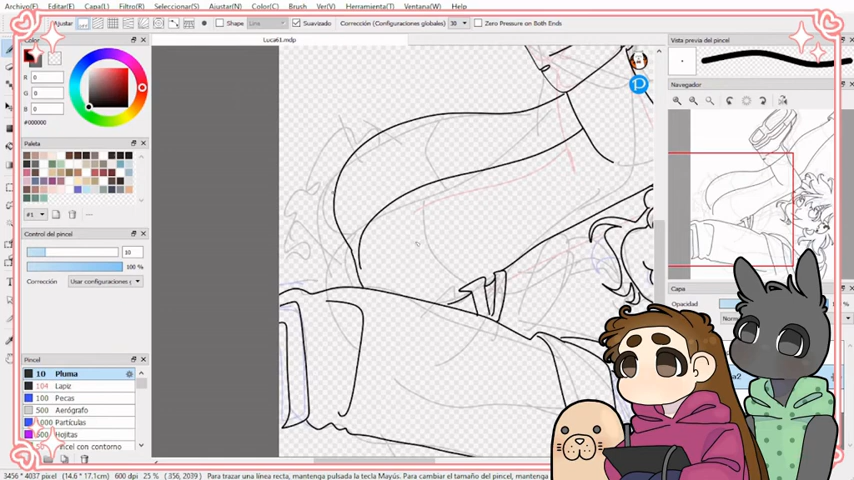 Archivo(F) Editar(E) Capa(L) Filtro(R) Seleccionar(S) Ajustar(N) Color(C) Brush(V) Herramienta(T) Ventana(W)
Ajustar Shape Line Suavizado Corrección (Configuraciones globales) 38 Zero Pressure on Both Ends
Color
Luca61.mdp
Vista previa del pincel
R 0
G 0
B 0
#000000
Navegador
Paleta
#1
Control del pincel
10
100 %
Corrección Usar configuraciones g
Capa
Opacidad
Pincel
10 Pluma
104 Lapiz
100 Pecas
500 Aerógrafo
Partículas
Hojitas
con contorno
3456 * 4037 pixel (14.6 * 17.1cm) 600 dpi 25 % ( 356, 2039) Para trazar una línea recta, mantenga pulsada la tecla Mayús. Para cambiar el tamaño del pincel, mantenga